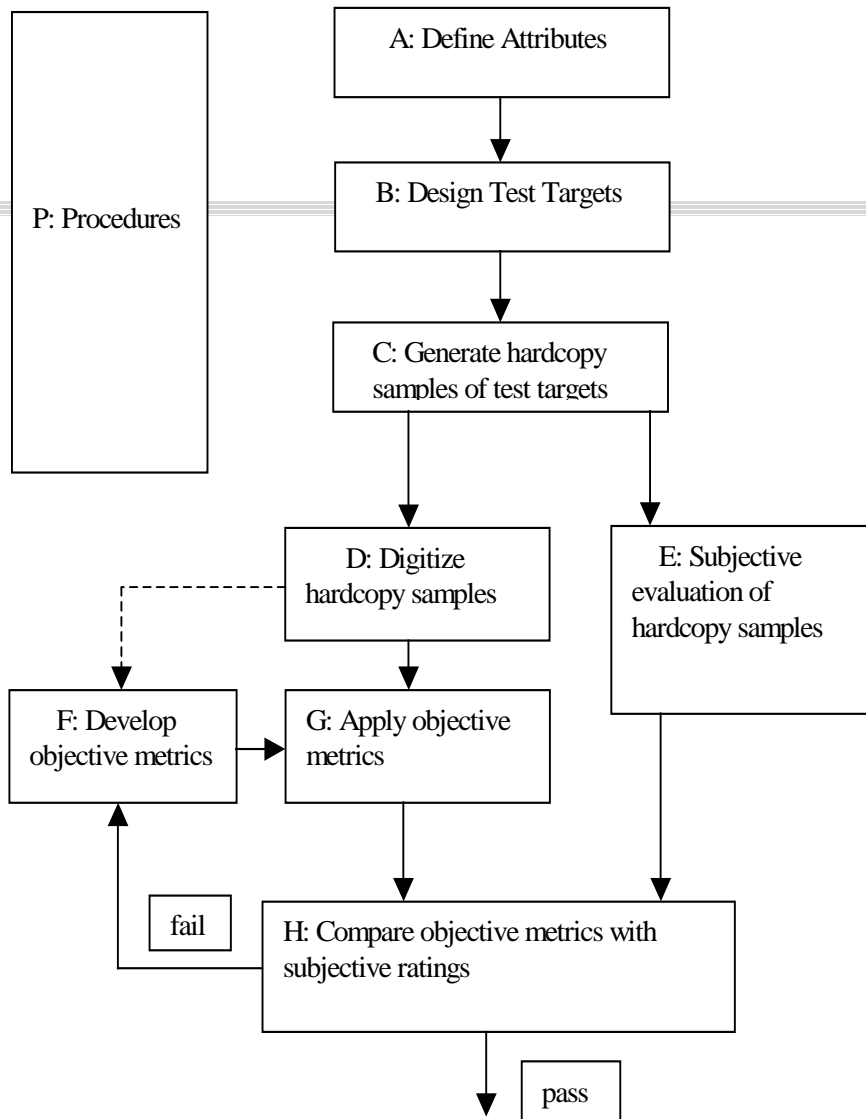 A: Define Attributes
P: Procedures
B: Design Test Targets
C: Generate hardcopy
samples of test targets
D: Digitize
hardcopy samples
E: Subjective
evaluation of
hardcopy samples
F: Develop
objective metrics
G: Apply objective
metrics
fail
H: Compare objective metrics with
subjective ratings
pass